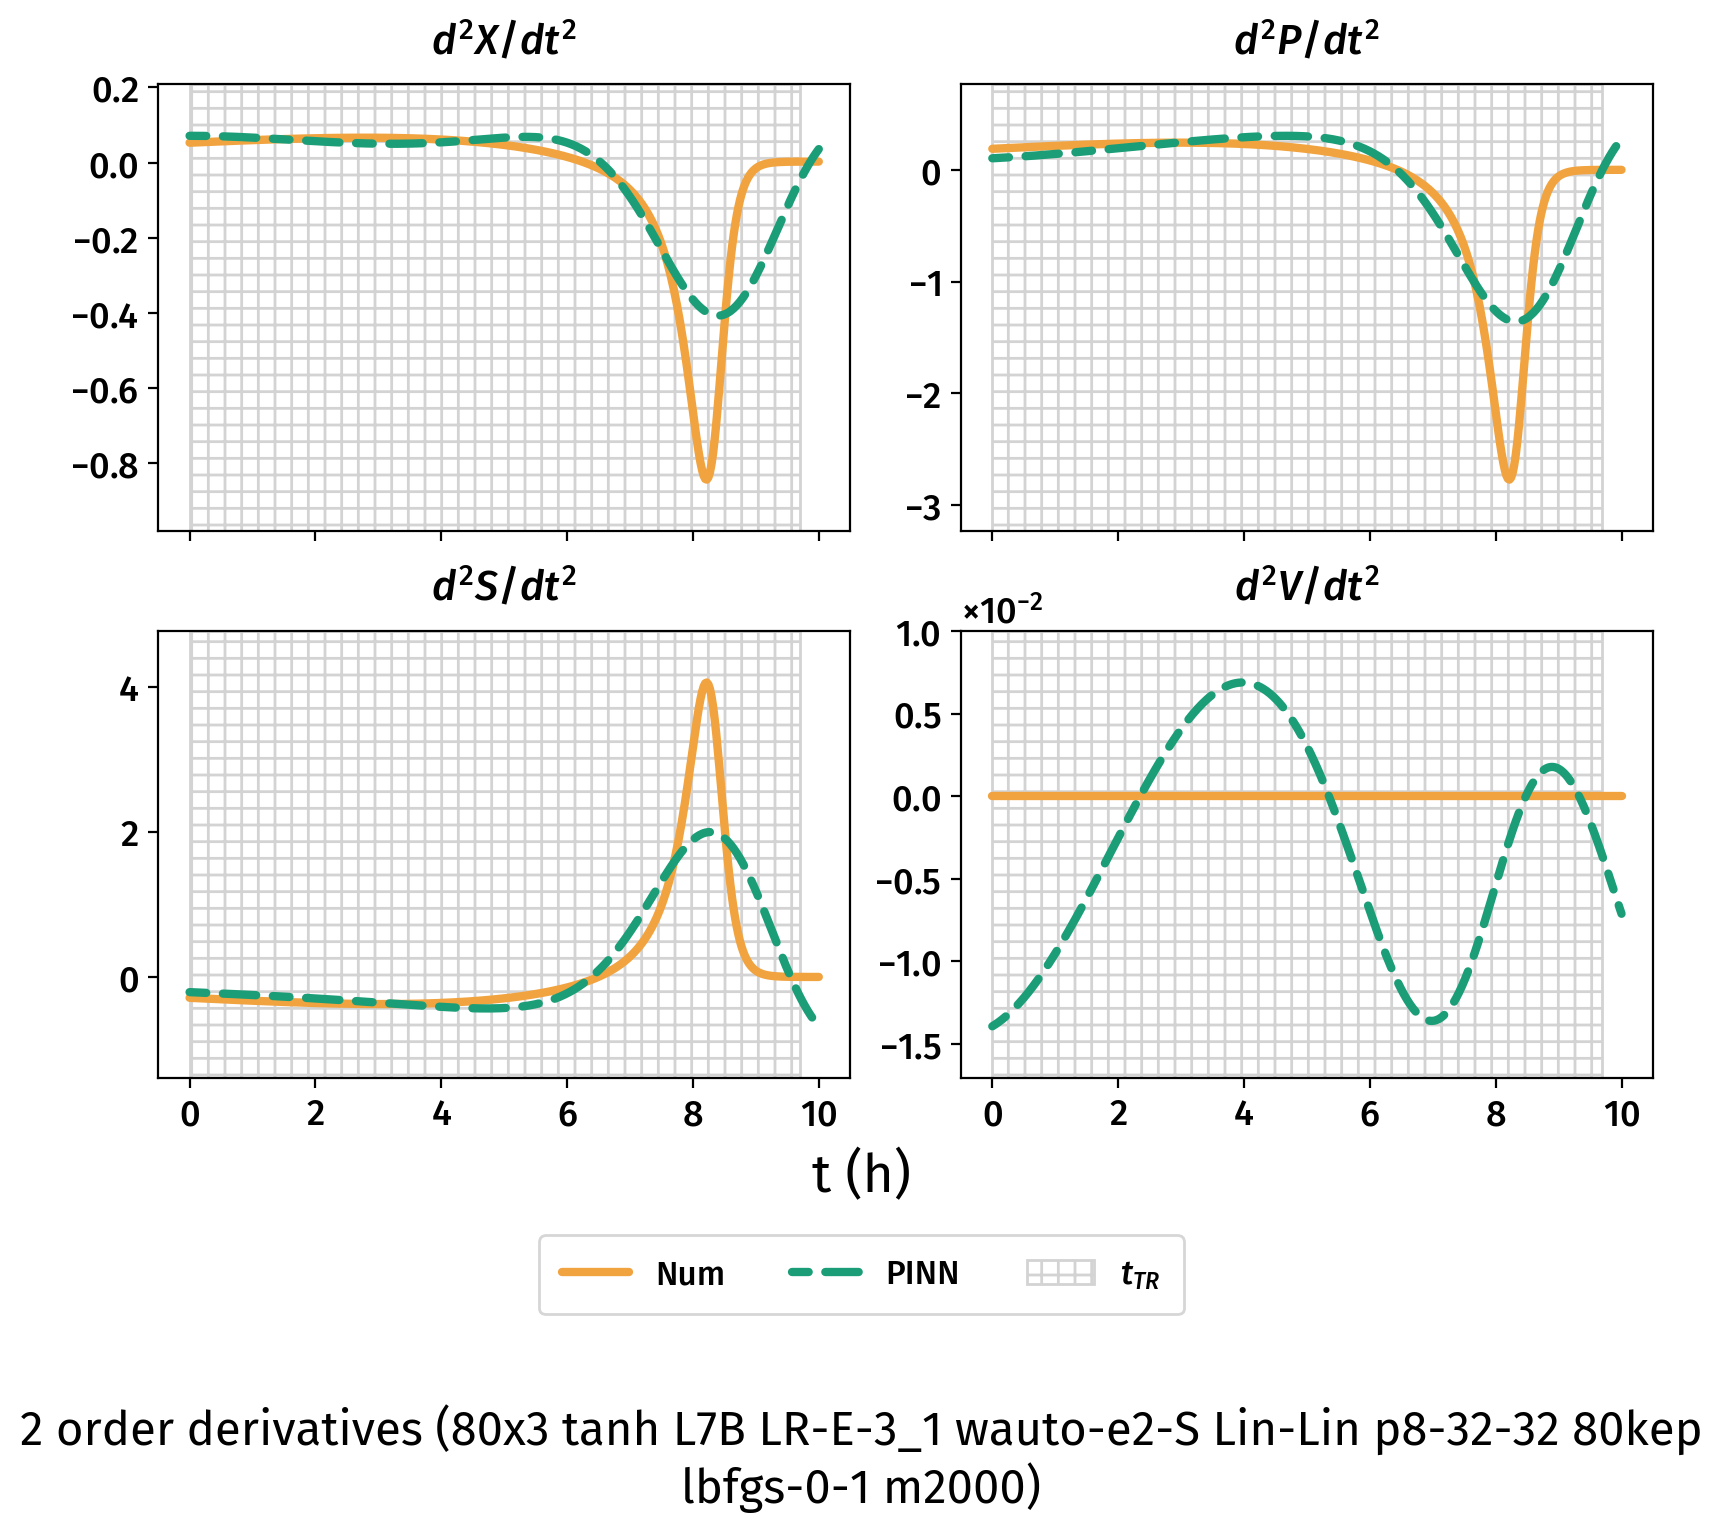 d²X/dt²
0.2
0.0
−0.2
−0.4
−0.6
−0.8
d²P/dt²
0
−1
−2
−3
d²S/dt²
4
2
0
0 2 4 6 8 10
d²V/dt²
×10⁻²
1.0
0.5
0.0
−0.5
−1.0
−1.5
0 2 4 6 8 10
t (h)
Num PINN t_TR
2 order derivatives (80x3 tanh L7B LR-E-3_1 wauto-e2-S Lin-Lin p8-32-32 80kep
lbfgs-0-1 m2000)